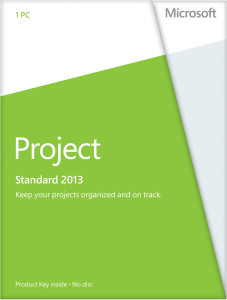 1 PC
Microsoft
Project
Standard 2013
Keep your projects organized and on track.
Product Key inside • No disc